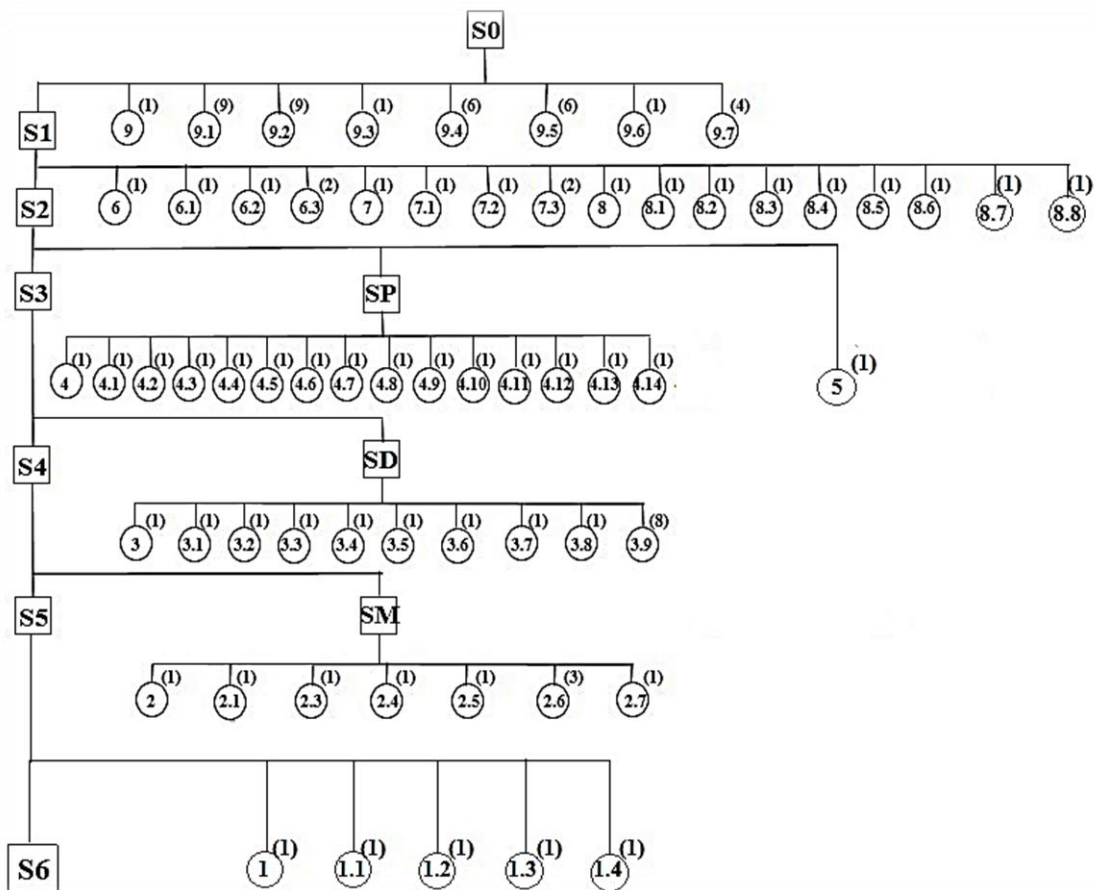 S0
S1 9 (1) 9.1 (9) 9.2 (9) 9.3 (1) 9.4 (6) 9.5 (6) 9.6 (1) 9.7 (4)
S2 6 (1) 6.1 (1) 6.2 (1) 6.3 (2) 7 (1) 7.1 (1) 7.2 (1) 7.3 (2) 8 (1) 8.1 (1) 8.2 (1) 8.3 (1) 8.4 (1) 8.5 (1) 8.6 (1) 8.7 (1) 8.8 (1)
S3 SP
4 (1) 4.1 (1) 4.2 (1) 4.3 (1) 4.4 (1) 4.5 (1) 4.6 (1) 4.7 (1) 4.8 (1) 4.9 (1) 4.10 (1) 4.11 (1) 4.12 (1) 4.13 (1) 4.14 (1) 5 (1)
S4 SD
3 (1) 3.1 (1) 3.2 (1) 3.3 (1) 3.4 (1) 3.5 (1) 3.6 (1) 3.7 (1) 3.8 (1) 3.9 (8)
S5 SM
2 (1) 2.1 (1) 2.3 (1) 2.4 (1) 2.5 (1) 2.6 (3) 2.7 (1)
S6 1 (1) 1.1 (1) 1.2 (1) 1.3 (1) 1.4 (1)